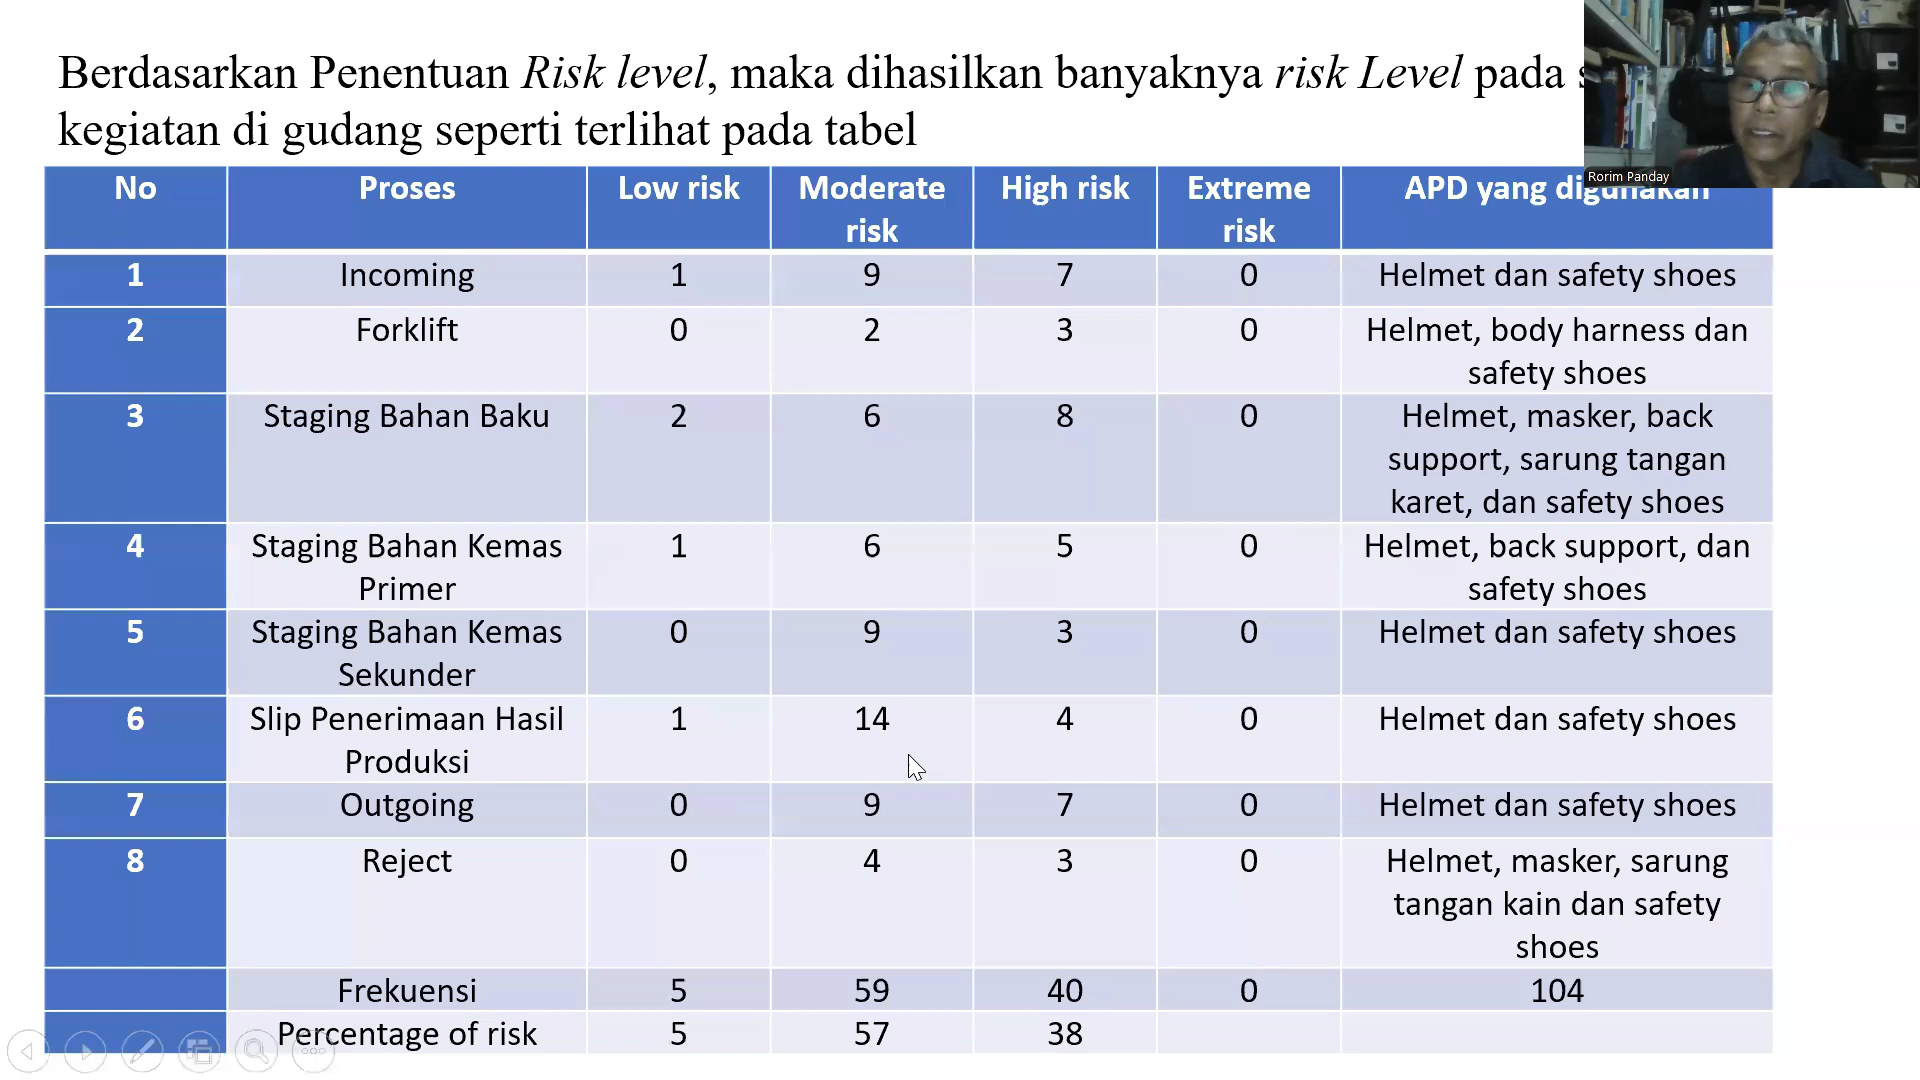 Berdasarkan Penentuan Risk level, maka dihasilkan banyaknya risk Level pada
kegiatan di gudang seperti terlihat pada tabel
Rorim Panday
No Proses Low risk Moderate risk High risk Extreme risk APD yang digunakan
1 Incoming 1 9 7 0 Helmet dan safety shoes
2 Forklift 0 2 3 0 Helmet, body harness dan
safety shoes
3 Staging Bahan Baku 2 6 8 0 Helmet, masker, back
support, sarung tangan
karet, dan safety shoes
4 Staging Bahan Kemas Primer 1 6 5 0 Helmet, back support, dan
safety shoes
5 Staging Bahan Kemas Sekunder 0 9 3 0 Helmet dan safety shoes
6 Slip Penerimaan Hasil Produksi 1 14 4 0 Helmet dan safety shoes
7 Outgoing 0 9 7 0 Helmet dan safety shoes
8 Reject 0 4 3 0 Helmet, masker, sarung
tangan kain dan safety
shoes
Frekuensi 5 59 40 0 104
Percentage of risk 5 57 38